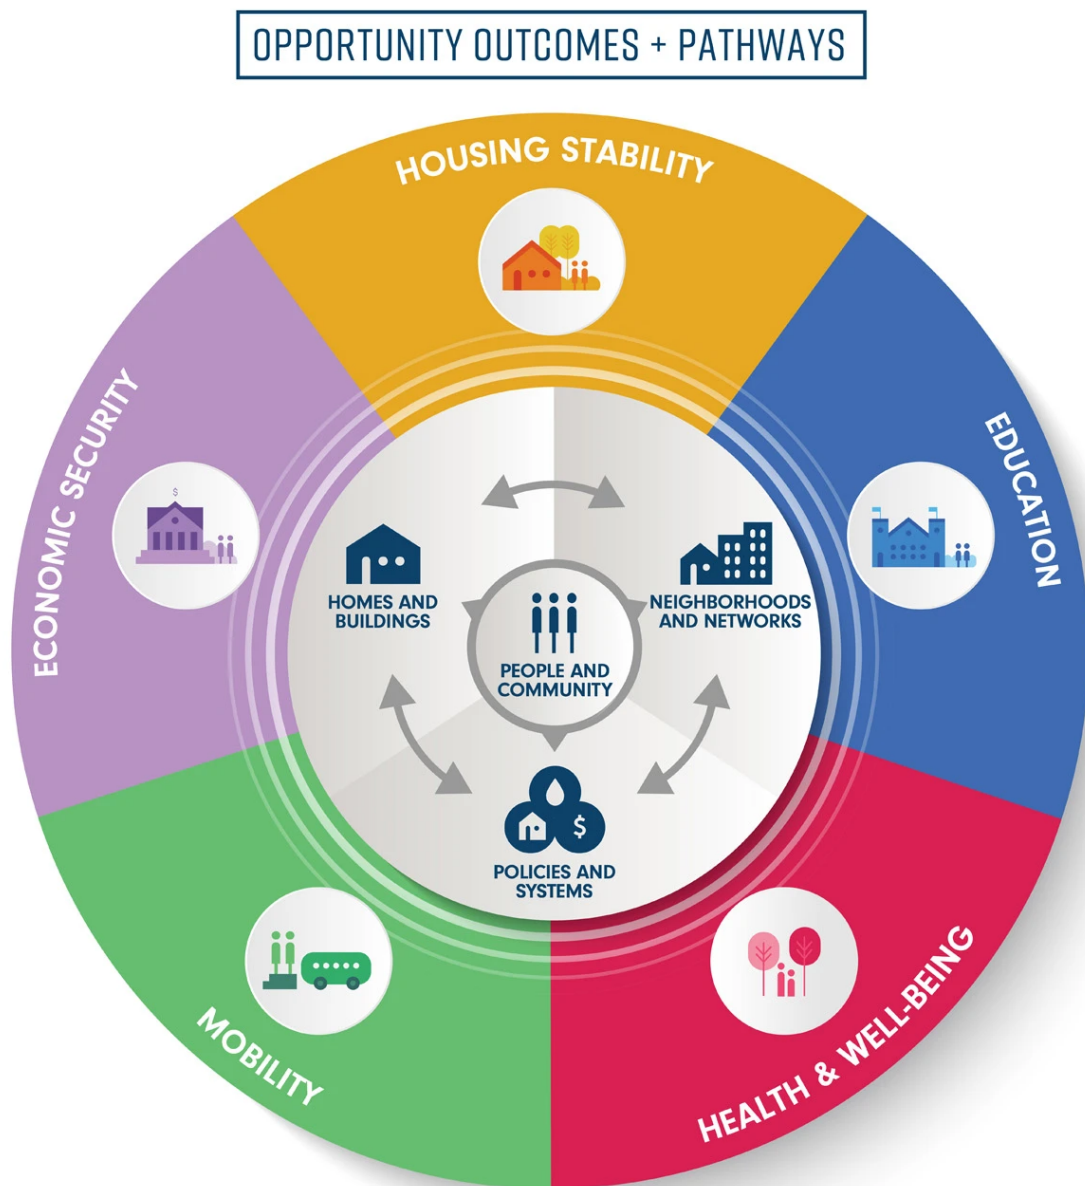 OPPORTUNITY OUTCOMES + PATHWAYS
HOUSING STABILITY
EDUCATION
HEALTH & WELL-BEING
MOBILITY
ECONOMIC SECURITY
$
HOMES AND
BUILDINGS
NEIGHBORHOODS
AND NETWORKS
PEOPLE AND
COMMUNITY
$
POLICIES AND
SYSTEMS